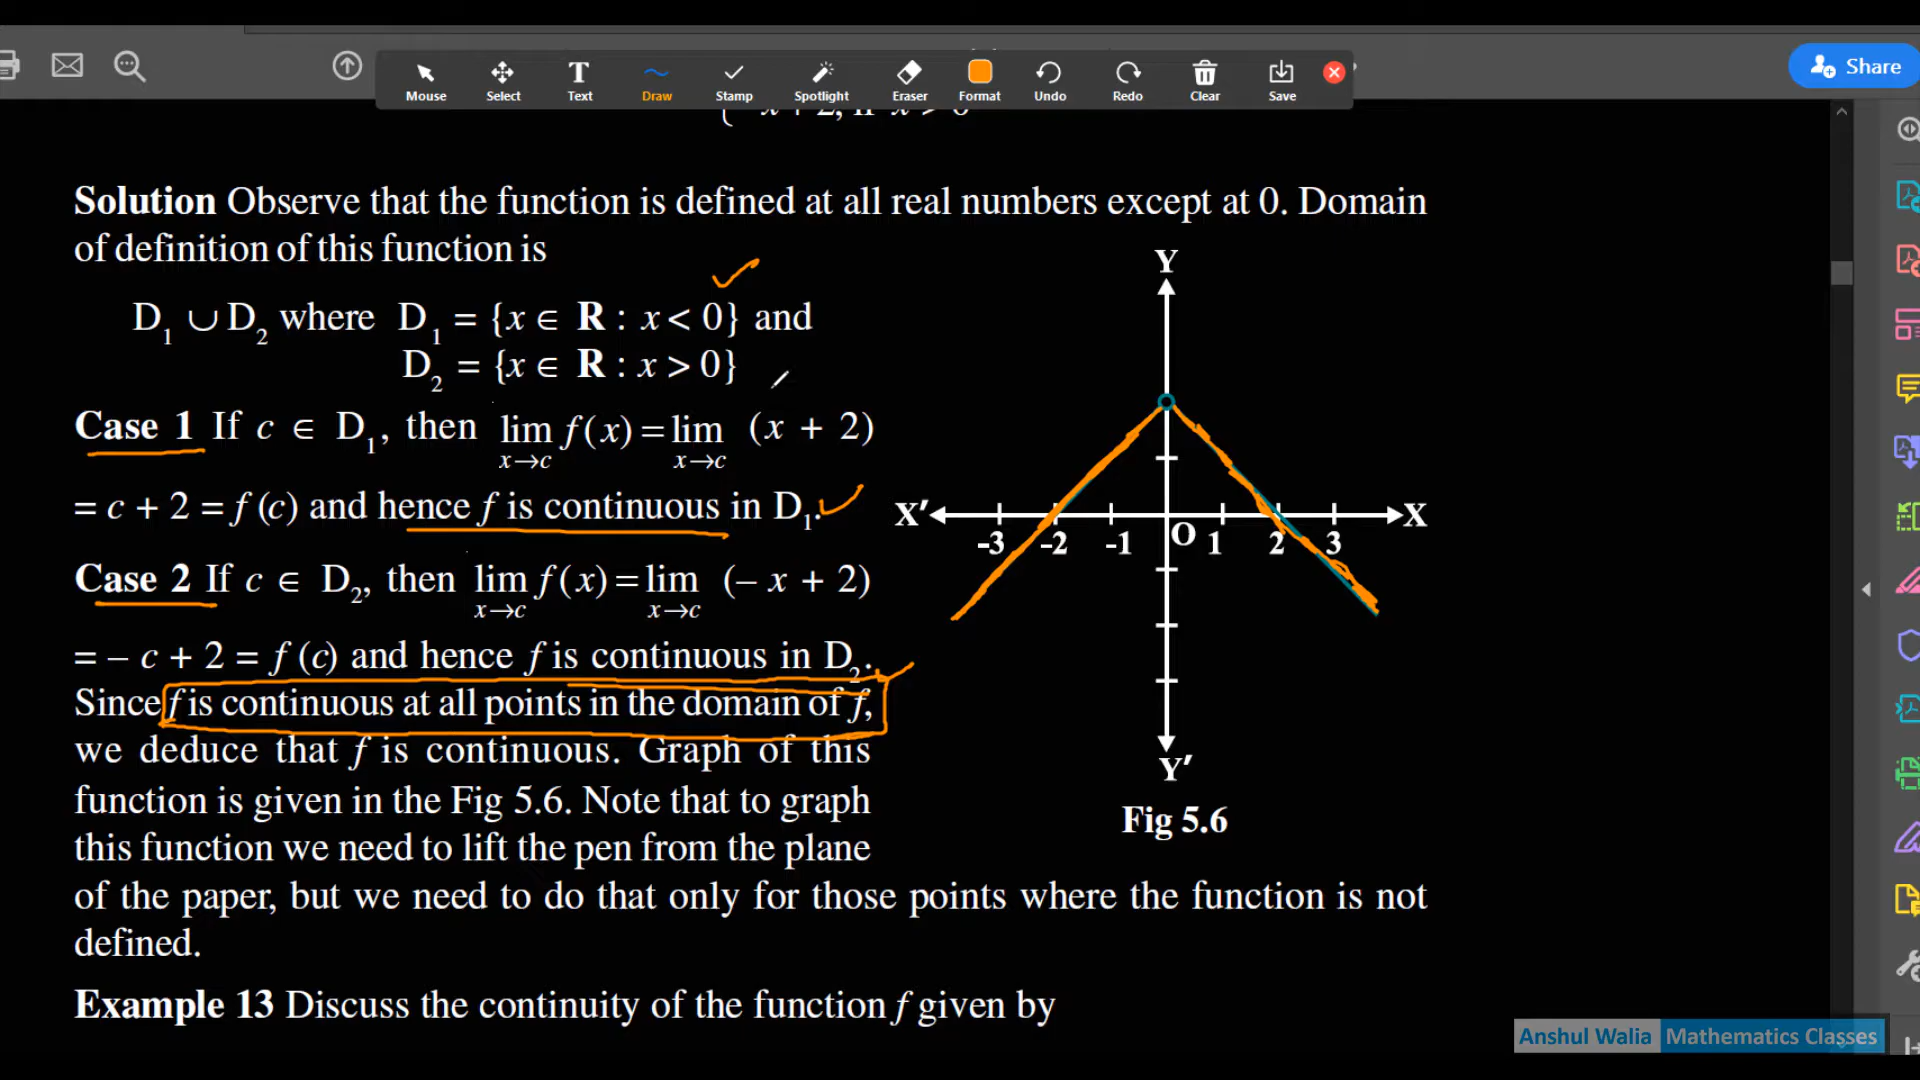 Share
Mouse Select Text Draw Stamp Spotlight Eraser Format Undo Redo Clear Save
Solution Observe that the function is defined at all real numbers except at 0. Domain
of definition of this function is
D₁ ∪ D₂ where D₁ = {x ∈ R : x < 0} and
D₂ = {x ∈ R : x > 0}
Case 1 If c ∈ D₁, then lim x→c f(x) = lim x→c (x + 2)
= c + 2 = f (c) and hence f is continuous in D₁.
Case 2 If c ∈ D₂, then lim x→c f(x) = lim x→c (– x + 2)
= – c + 2 = f (c) and hence f is continuous in D₂.
Since f is continuous at all points in the domain of f,
we deduce that f is continuous. Graph of this
function is given in the Fig 5.6. Note that to graph
this function we need to lift the pen from the plane
of the paper, but we need to do that only for those points where the function is not
defined.
Example 13 Discuss the continuity of the function f given by
Y
X′ X
-3 -2 -1 O 1 2 3
Y′
Fig 5.6
Anshul Walia Mathematics Classes